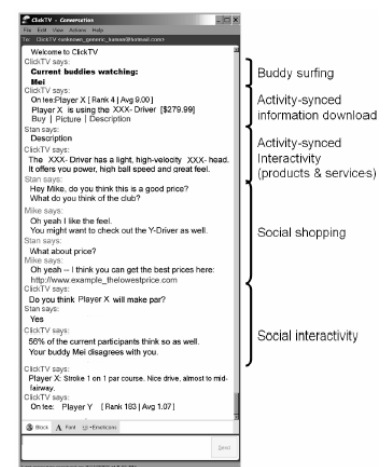 ClickTV - Conversation
File Edit View Actions Help
To: ClickTV <unknown_generic_kansas@hotmail.com>
Welcome to ClickTV
ClickTV says:
Current buddies watching:
Mei
ClickTV says:
On tee:Player X [ Rank 4 | Avg 9.00 ]
Player X is using the XXX- Driver [$279.99]
Buy | Picture | Description
Stan says:
Description
ClickTV says:
The XXX- Driver has a light, high-velocity XXX- head.
It offers you power, high ball speed and great feel.
Stan says:
Hey Mike, do you think this is a good price?
What do you think of the club?
Mike says:
Oh yeah I like the feel.
You might want to check out the Y-Driver as well.
Stan says:
What about price?
Mike says:
Oh yeah -- I think you can get the best prices here:
http://www.example_thelowestprice.com
ClickTV says:
Do you think Player X will make par?
Stan says:
Yes
ClickTV says:
56% of the current participants think so as well.
Your buddy Mei disagrees with you.
ClickTV says:
Player X: Stroke 1 on 1 par course. Nice drive, almost to mid-
fairway.
ClickTV says:
On tee: Player Y [ Rank 183 | Avg 1.07 ]
Block A Font Emoticons
Send
Buddy surfing
Activity-synced
information download
Activity-synced
Interactivity
(products & services)
Social shopping
Social interactivity